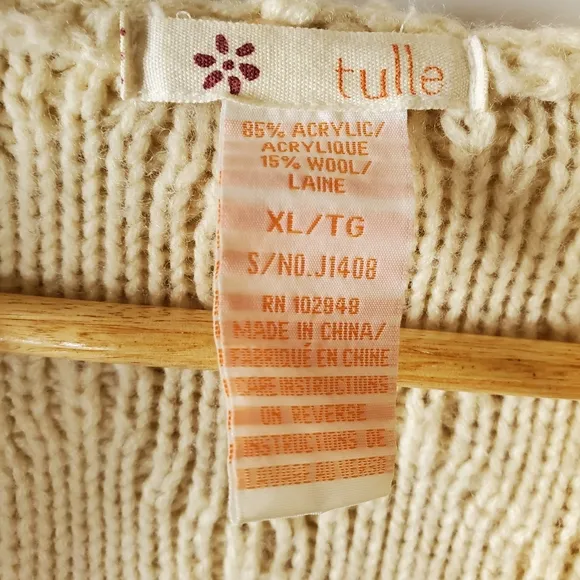 tulle
85% ACRYLIC/
ACRYLIQUE
15% WOOL/
LAINE
XL/TG
S/NO.J1408
RN 102948
MADE IN CHINA/
FABRIQUÉ EN CHINE
CARE INSTRUCTIONS
ON REVERSE
INSTRUCTIONS DE